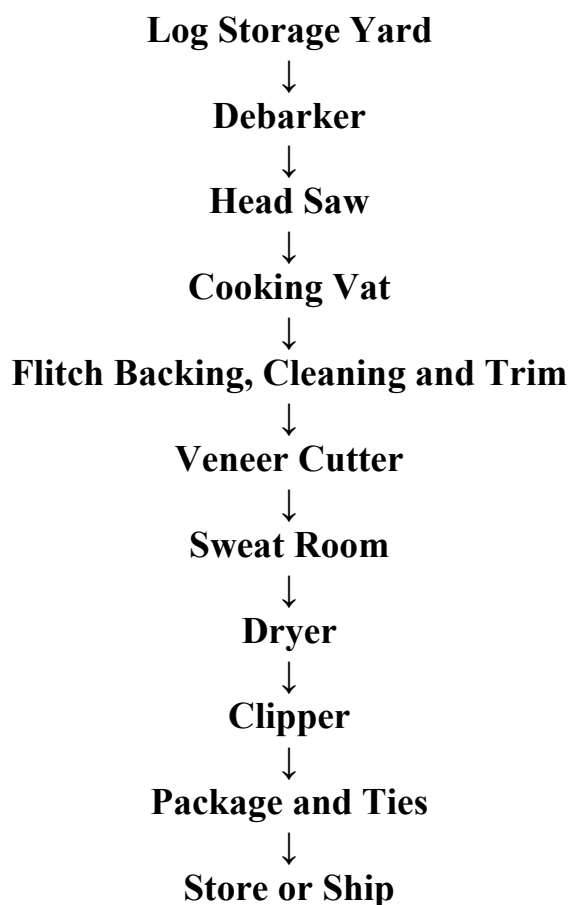 Log Storage Yard
↓
Debarker
↓
Head Saw
↓
Cooking Vat
↓
Flitch Backing, Cleaning and Trim
↓
Veneer Cutter
↓
Sweat Room
↓
Dryer
↓
Clipper
↓
Package and Ties
↓
Store or Ship